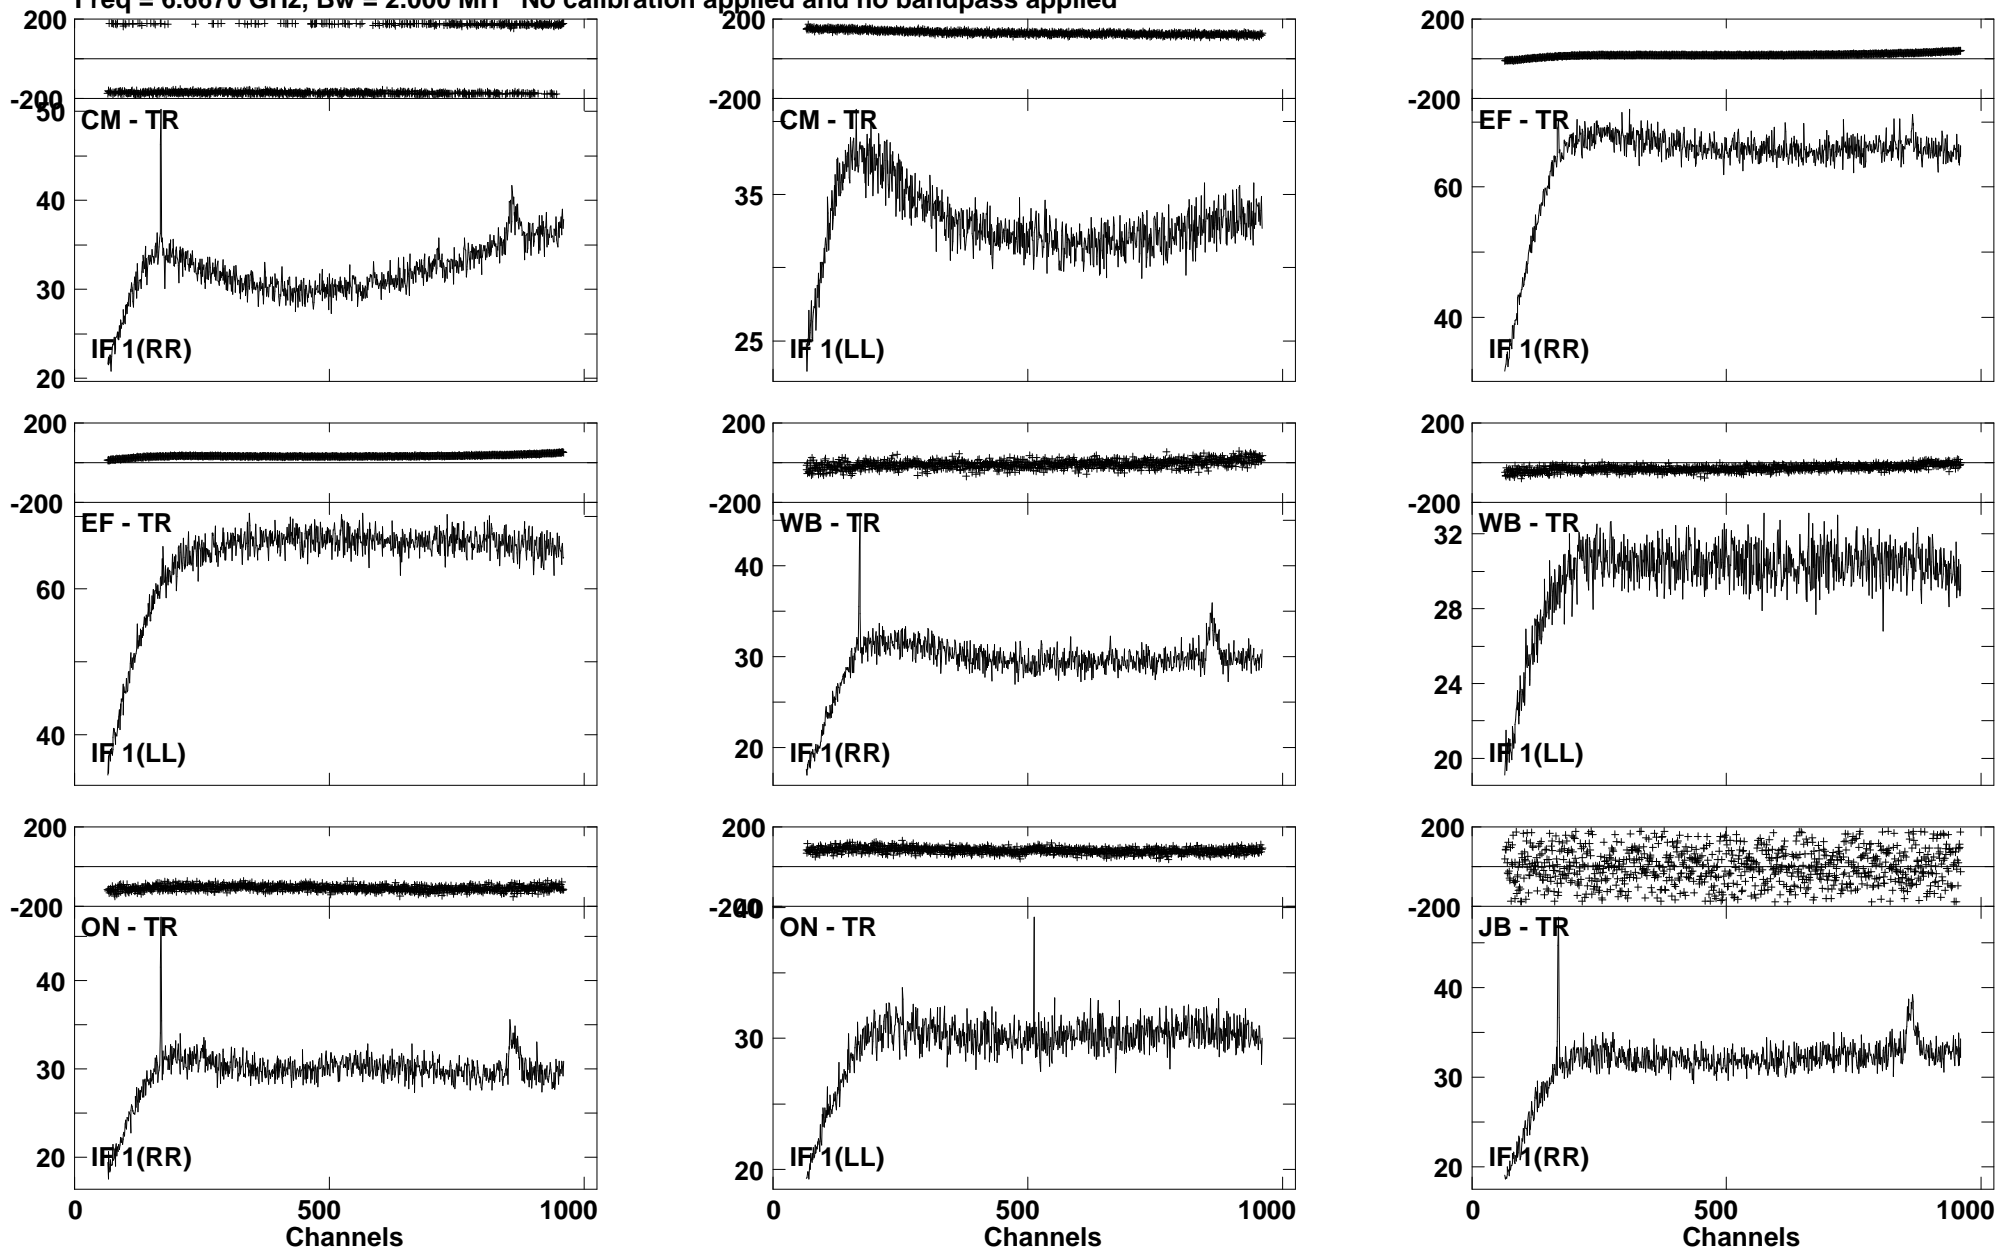 Freq = 6.6670 GHz, Bw = 2.000 MH No calibration applied and no bandpass applied
200
200
200
-200
-200
50
CM - TR
CM - TR
EF - TR
40
35
60
30
40
25
20
IF 1(RR)
IF 1(LL)
IF 1(RR)
200
200
200
-200
-200
EF - TR
WB - TR
WB - TR
60
40
32
30
28
40
24
20
20
IF 1(LL)
IF 1(RR)
IF 1(LL)
200
200
200
-200
-200
40
-200
ON - TR
ON - TR
JB - TR
40
30
40
30
30
20
20
20
IF 1(RR)
IF 1(LL)
IF 1(RR)
0 500 1000
0 500 1000
0 500 1000
Channels
Channels
Channels